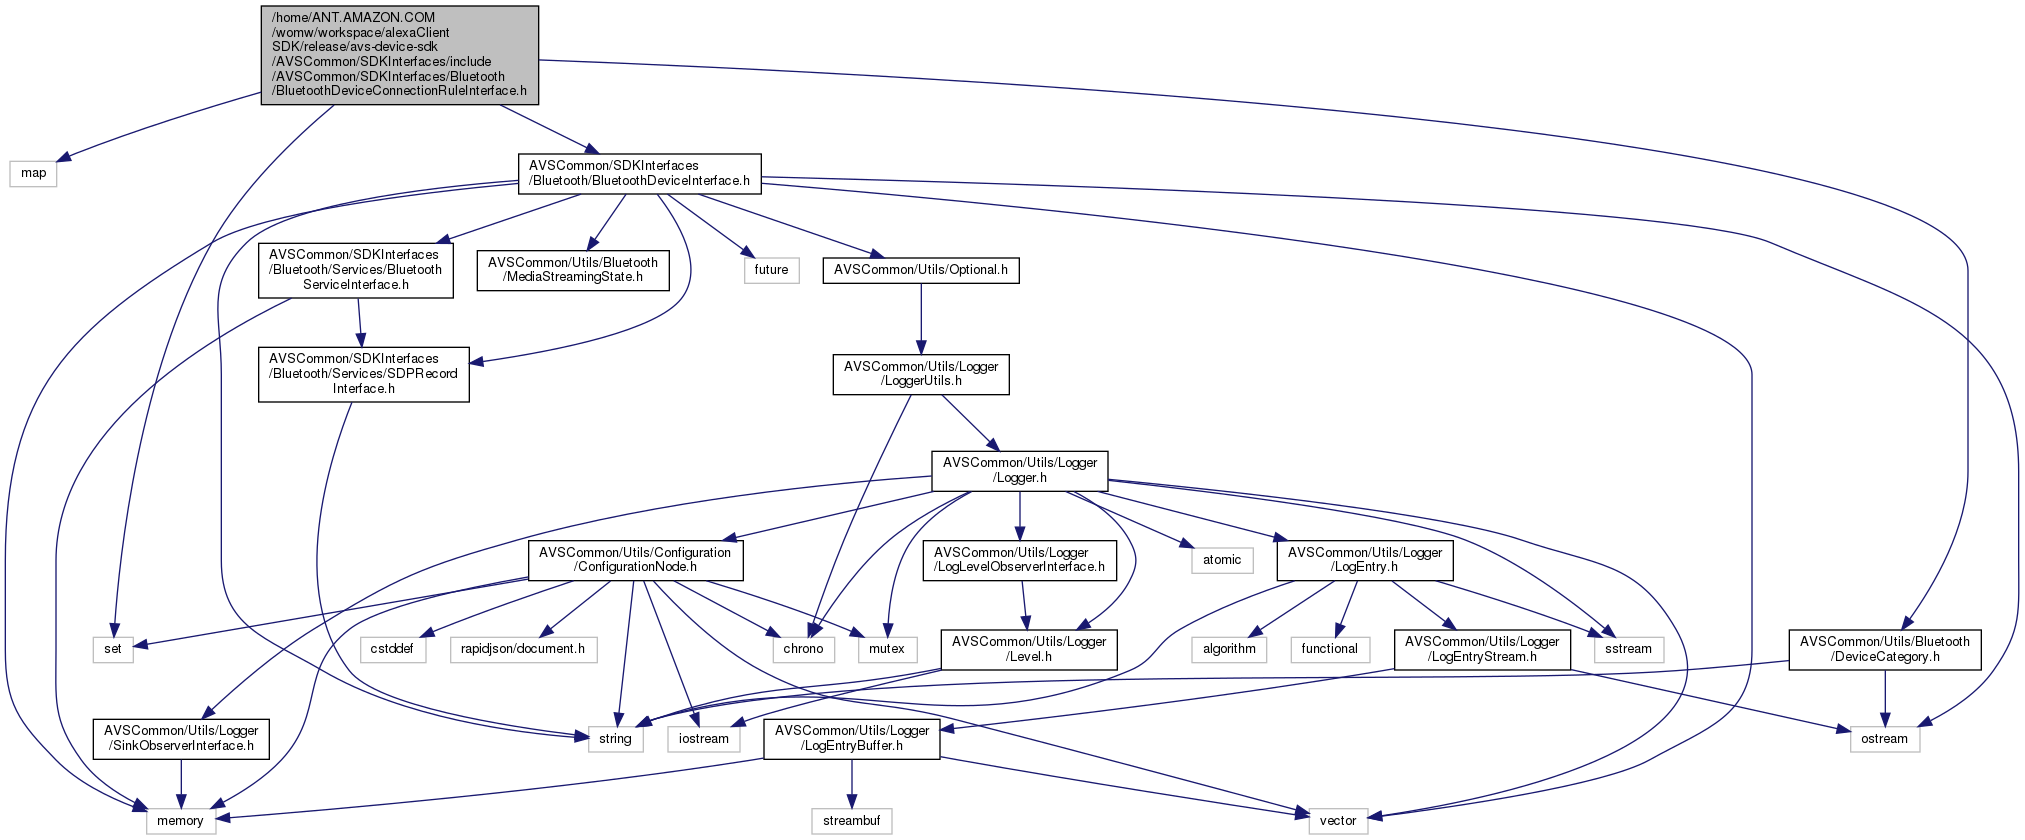 /home/ANT.AMAZON.COM
/womw/workspace/alexaClient
SDK/release/avs-device-sdk
/AVSCommon/SDKInterfaces/include
/AVSCommon/SDKInterfaces/Bluetooth
/BluetoothDeviceConnectionRuleInterface.h
map
AVSCommon/SDKInterfaces
/Bluetooth/BluetoothDeviceInterface.h
AVSCommon/SDKInterfaces
/Bluetooth/Services/Bluetooth
ServiceInterface.h
AVSCommon/Utils/Bluetooth
/MediaStreamingState.h
future
AVSCommon/Utils/Optional.h
AVSCommon/SDKInterfaces
/Bluetooth/Services/SDPRecord
Interface.h
AVSCommon/Utils/Logger
/LoggerUtils.h
AVSCommon/Utils/Logger
/Logger.h
AVSCommon/Utils/Configuration
/ConfigurationNode.h
AVSCommon/Utils/Logger
/LogLevelObserverInterface.h
atomic
AVSCommon/Utils/Logger
/LogEntry.h
set
cstddef
rapidjson/document.h
chrono
mutex
AVSCommon/Utils/Logger
/Level.h
algorithm
functional
AVSCommon/Utils/Logger
/LogEntryStream.h
sstream
AVSCommon/Utils/Bluetooth
/DeviceCategory.h
AVSCommon/Utils/Logger
/SinkObserverInterface.h
string
iostream
AVSCommon/Utils/Logger
/LogEntryBuffer.h
ostream
memory
streambuf
vector